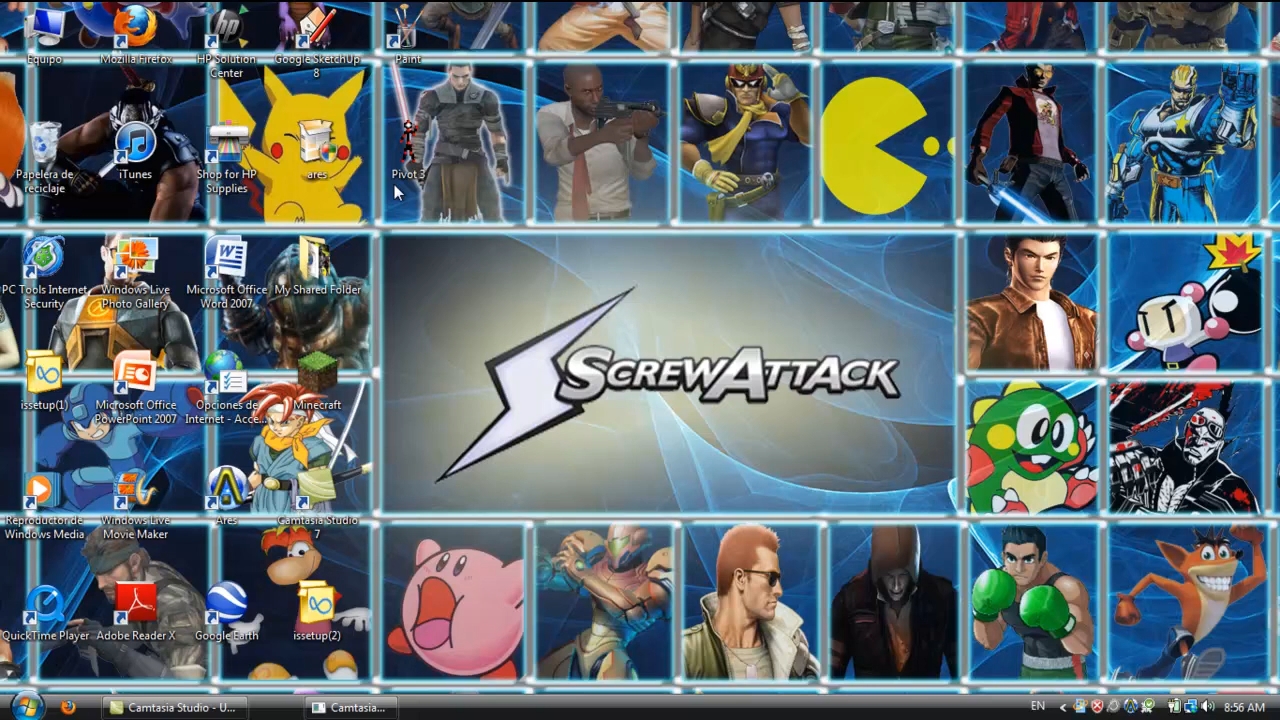 Equipo
Mozilla Firefox
HP Solution
Center
Google SketchUp
8
Paint
Papelera de
reciclaje
iTunes
Shop for HP
Supplies
ares
Pivot 3
PC Tools Internet
Security
Windows Live
Photo Gallery
Microsoft Office
Word 2007
My Shared Folder
SCREWATTACK
issetup(1)
Microsoft Office
PowerPoint 2007
Opciones de
Internet - Acce...
Minecraft
Reproductor de
Windows Media
Windows Live
Movie Maker
Ares
Camtasia Studio
7
QuickTime Player
Adobe Reader X
Google Earth
issetup(2)
Camtasia Studio - U...
Camtasia...
EN
8:56 AM